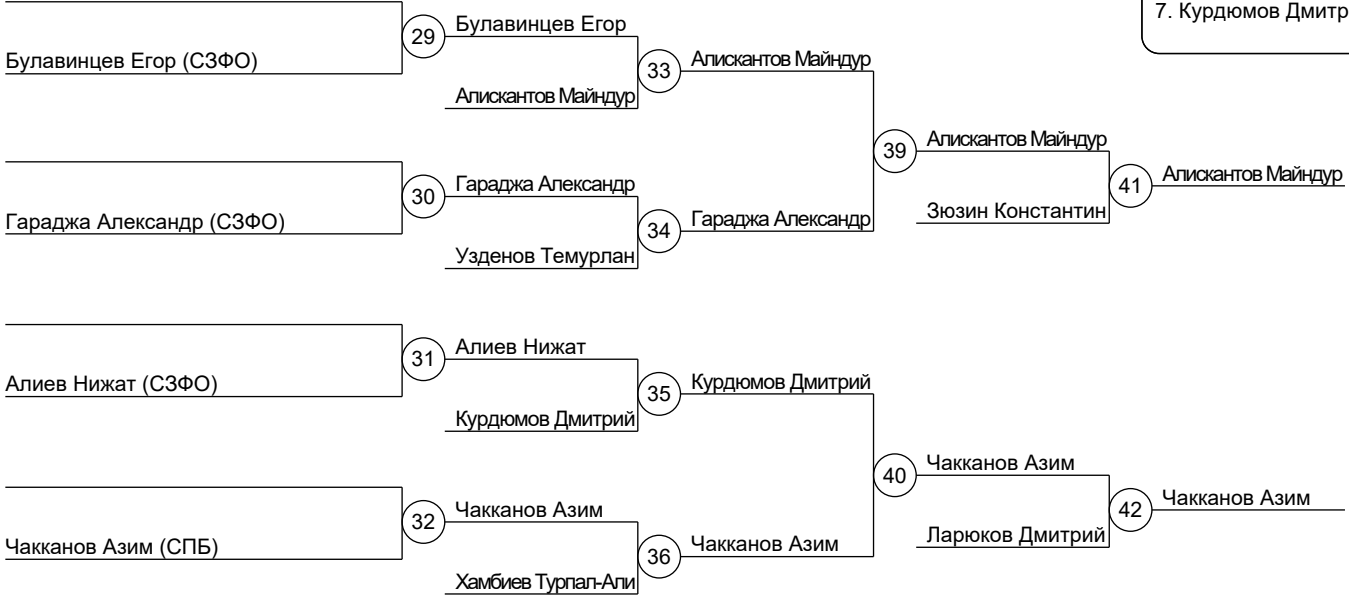 7. Курдюмов Дмитр
Булавинцев Егор (СЗФО)
29
Булавинцев Егор
Алискантов Майндур
33
Алискантов Майндур
Гараджа Александр (СЗФО)
30
Гараджа Александр
Узденов Темурлан
34
Гараджа Александр
39
Алискантов Майндур
Зюзин Константин
41
Алискантов Майндур
Алиев Нижат (СЗФО)
31
Алиев Нижат
Курдюмов Дмитрий
35
Курдюмов Дмитрий
Чакканов Азим (СПБ)
32
Чакканов Азим
Хамбиев Турпал-Али
36
Чакканов Азим
40
Чакканов Азим
Ларюков Дмитрий
42
Чакканов Азим